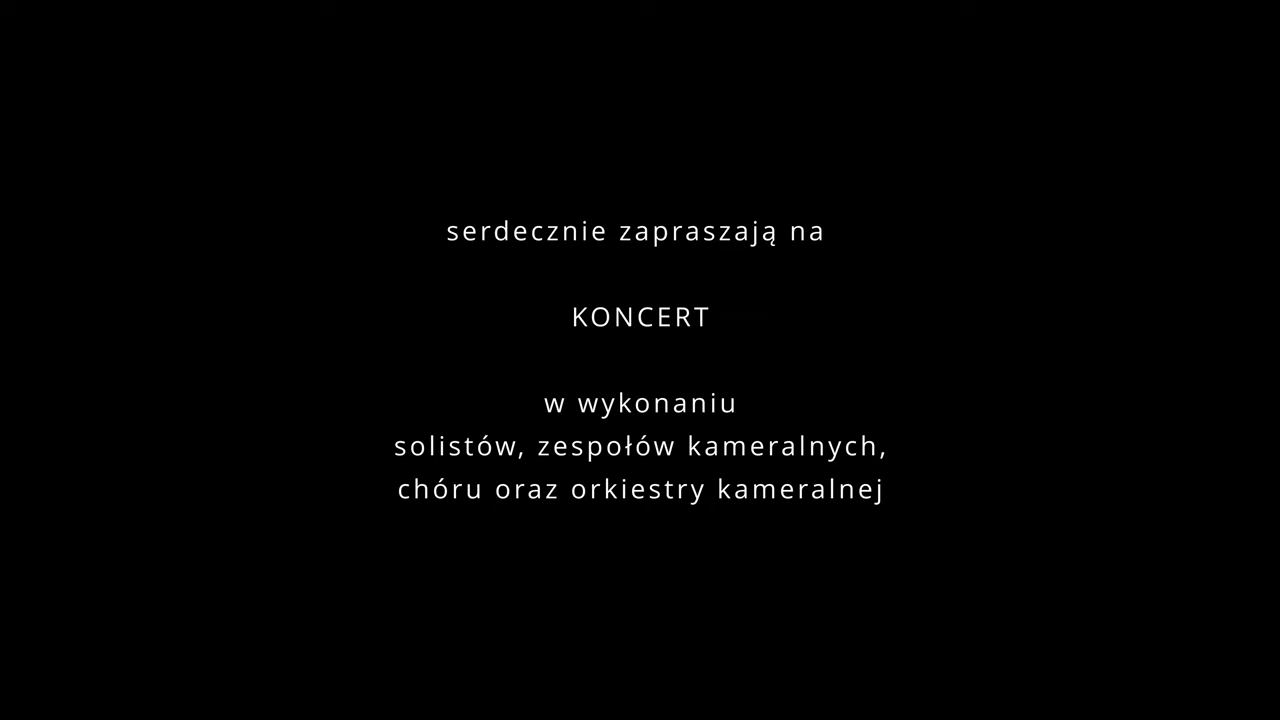 serdecznie zapraszają na
KONCERT
w wykonaniu
solistów, zespołów kameralnych,
chóru oraz orkiestry kameralnej